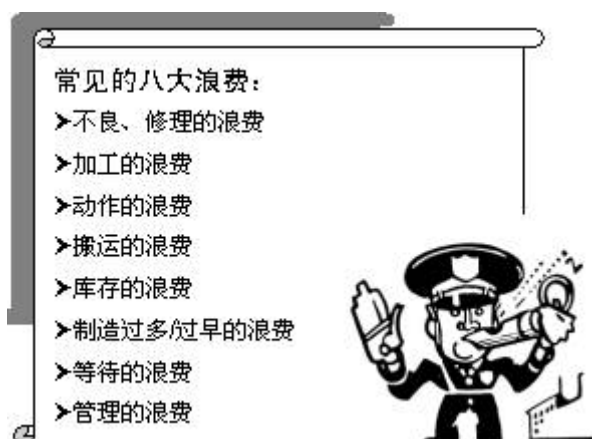 常见的八大浪费：
➤不良、修理的浪费
➤加工的浪费
➤动作的浪费
➤搬运的浪费
➤库存的浪费
➤制造过多/过早的浪费
➤等待的浪费
➤管理的浪费